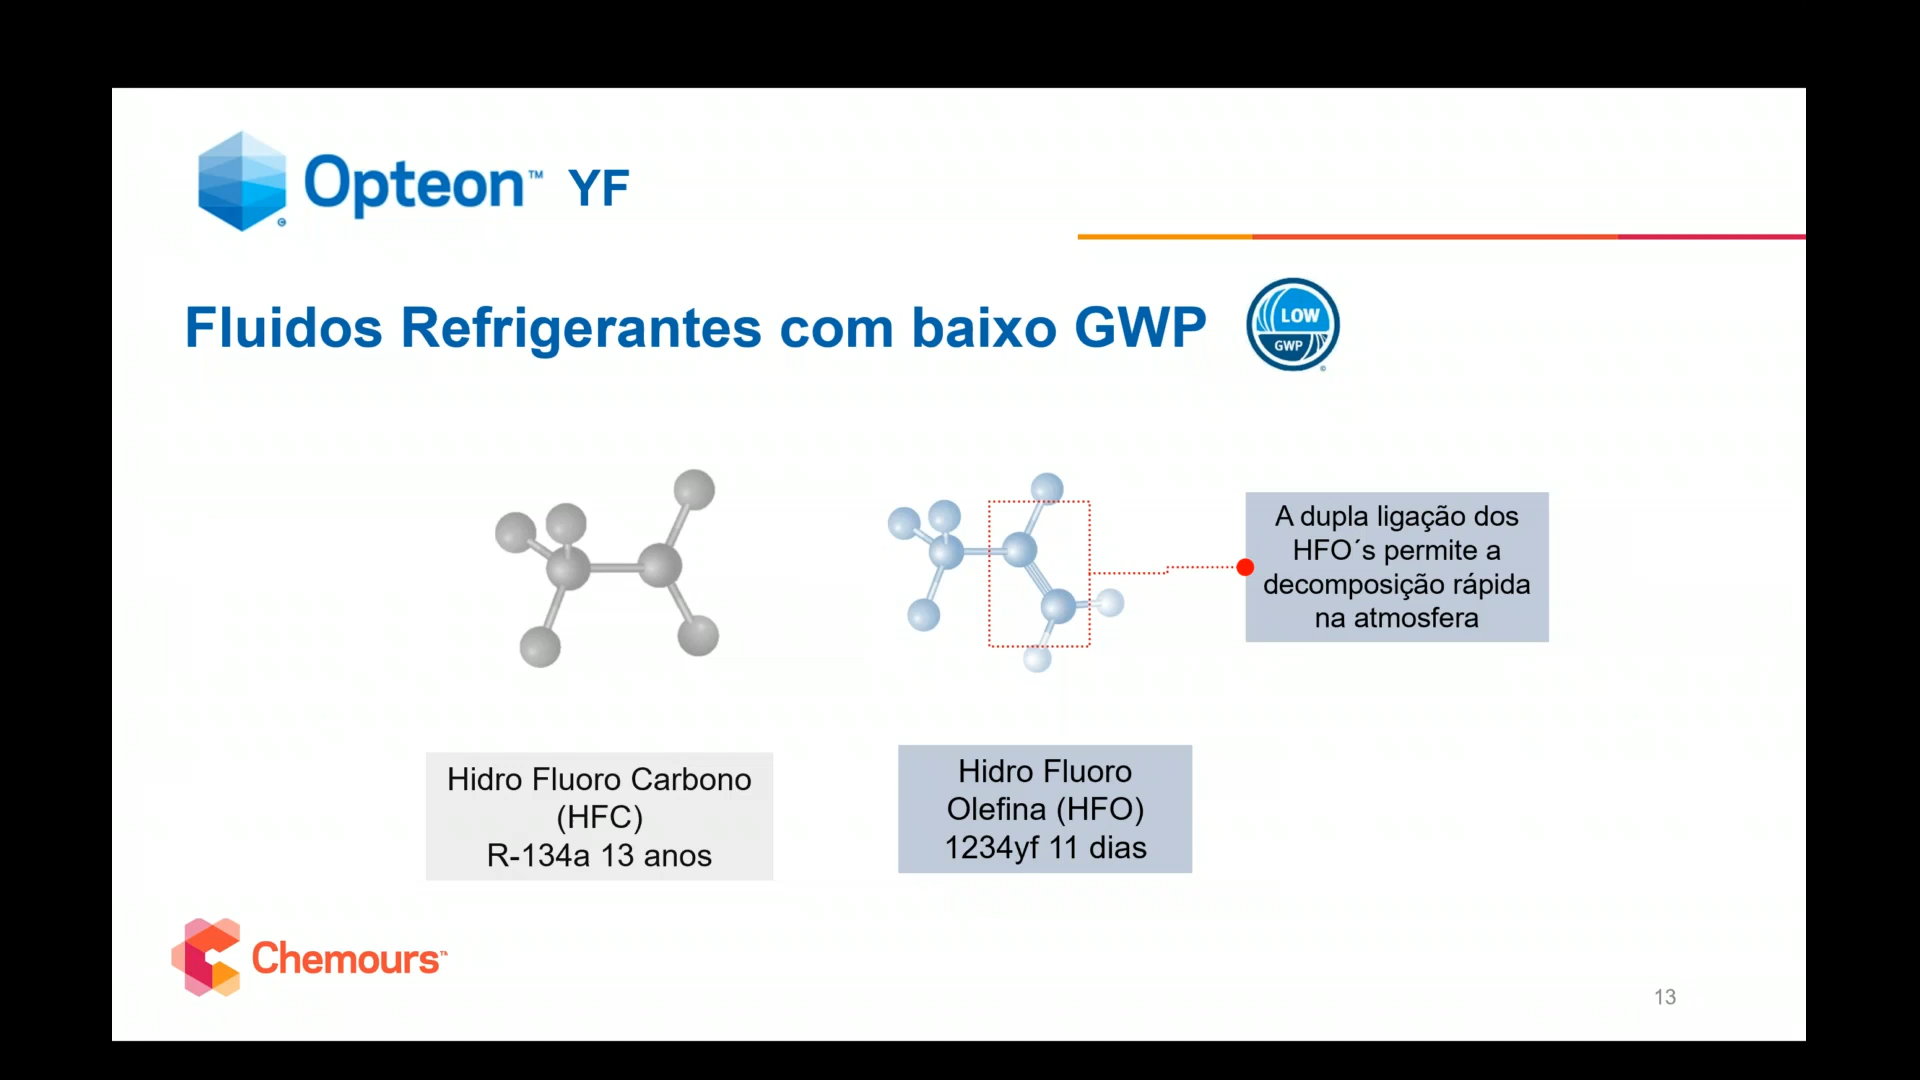 Opteon™ YF
Fluidos Refrigerantes com baixo GWP
LOW
GWP
A dupla ligação dos
HFO´s permite a
decomposição rápida
na atmosfera
Hidro Fluoro Carbono
(HFC)
R-134a 13 anos
Hidro Fluoro
Olefina (HFO)
1234yf 11 dias
Chemours™
13